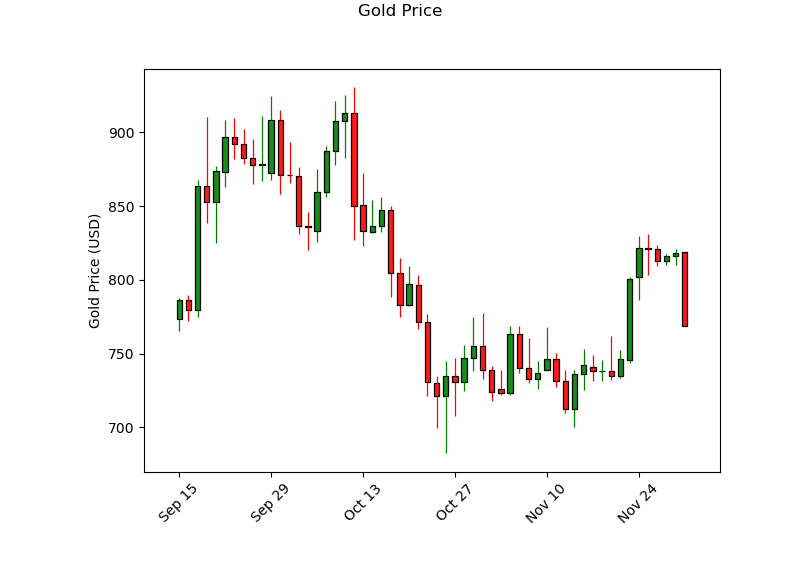 Gold Price
Gold Price (USD)
900
850
800
750
700
Sep 15
Sep 29
Oct 13
Oct 27
Nov 10
Nov 24